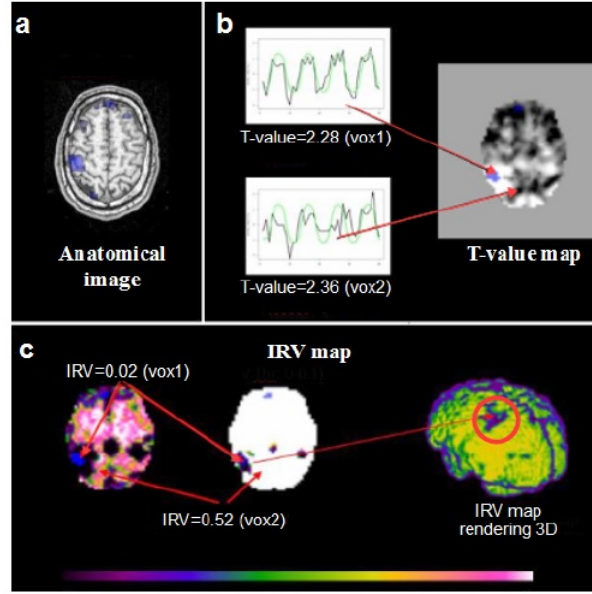 a
Anatomical
image
b
T-value=2.28 (vox1)
T-value=2.36 (vox2)
T-value map
c
IRV map
IRV=0.02 (vox1)
IRV=0.52 (vox2)
IRV map
rendering 3D